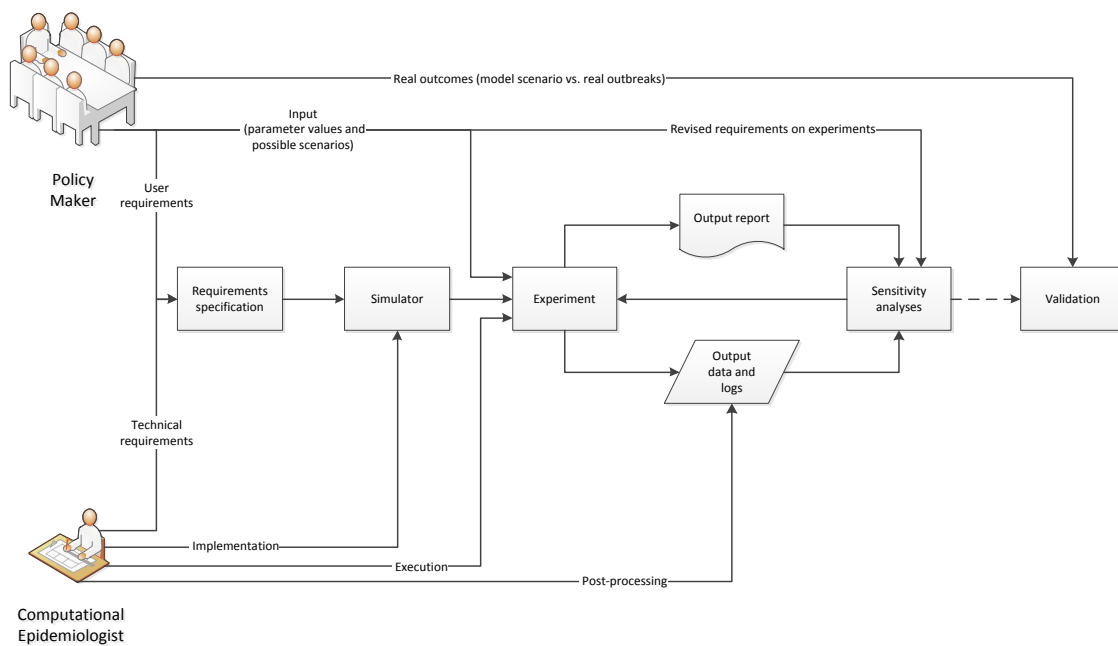 Real outcomes (model scenario vs. real outbreaks)
Input
(parameter values and
possible scenarios)
Revised requirements on experiments
Policy
Maker
User
requirements
Output report
Requirements
specification
Simulator
Experiment
Sensitivity
analyses
Validation
Output
data and
logs
Technical
requirements
Implementation
Execution
Post-processing
Computational
Epidemiologist